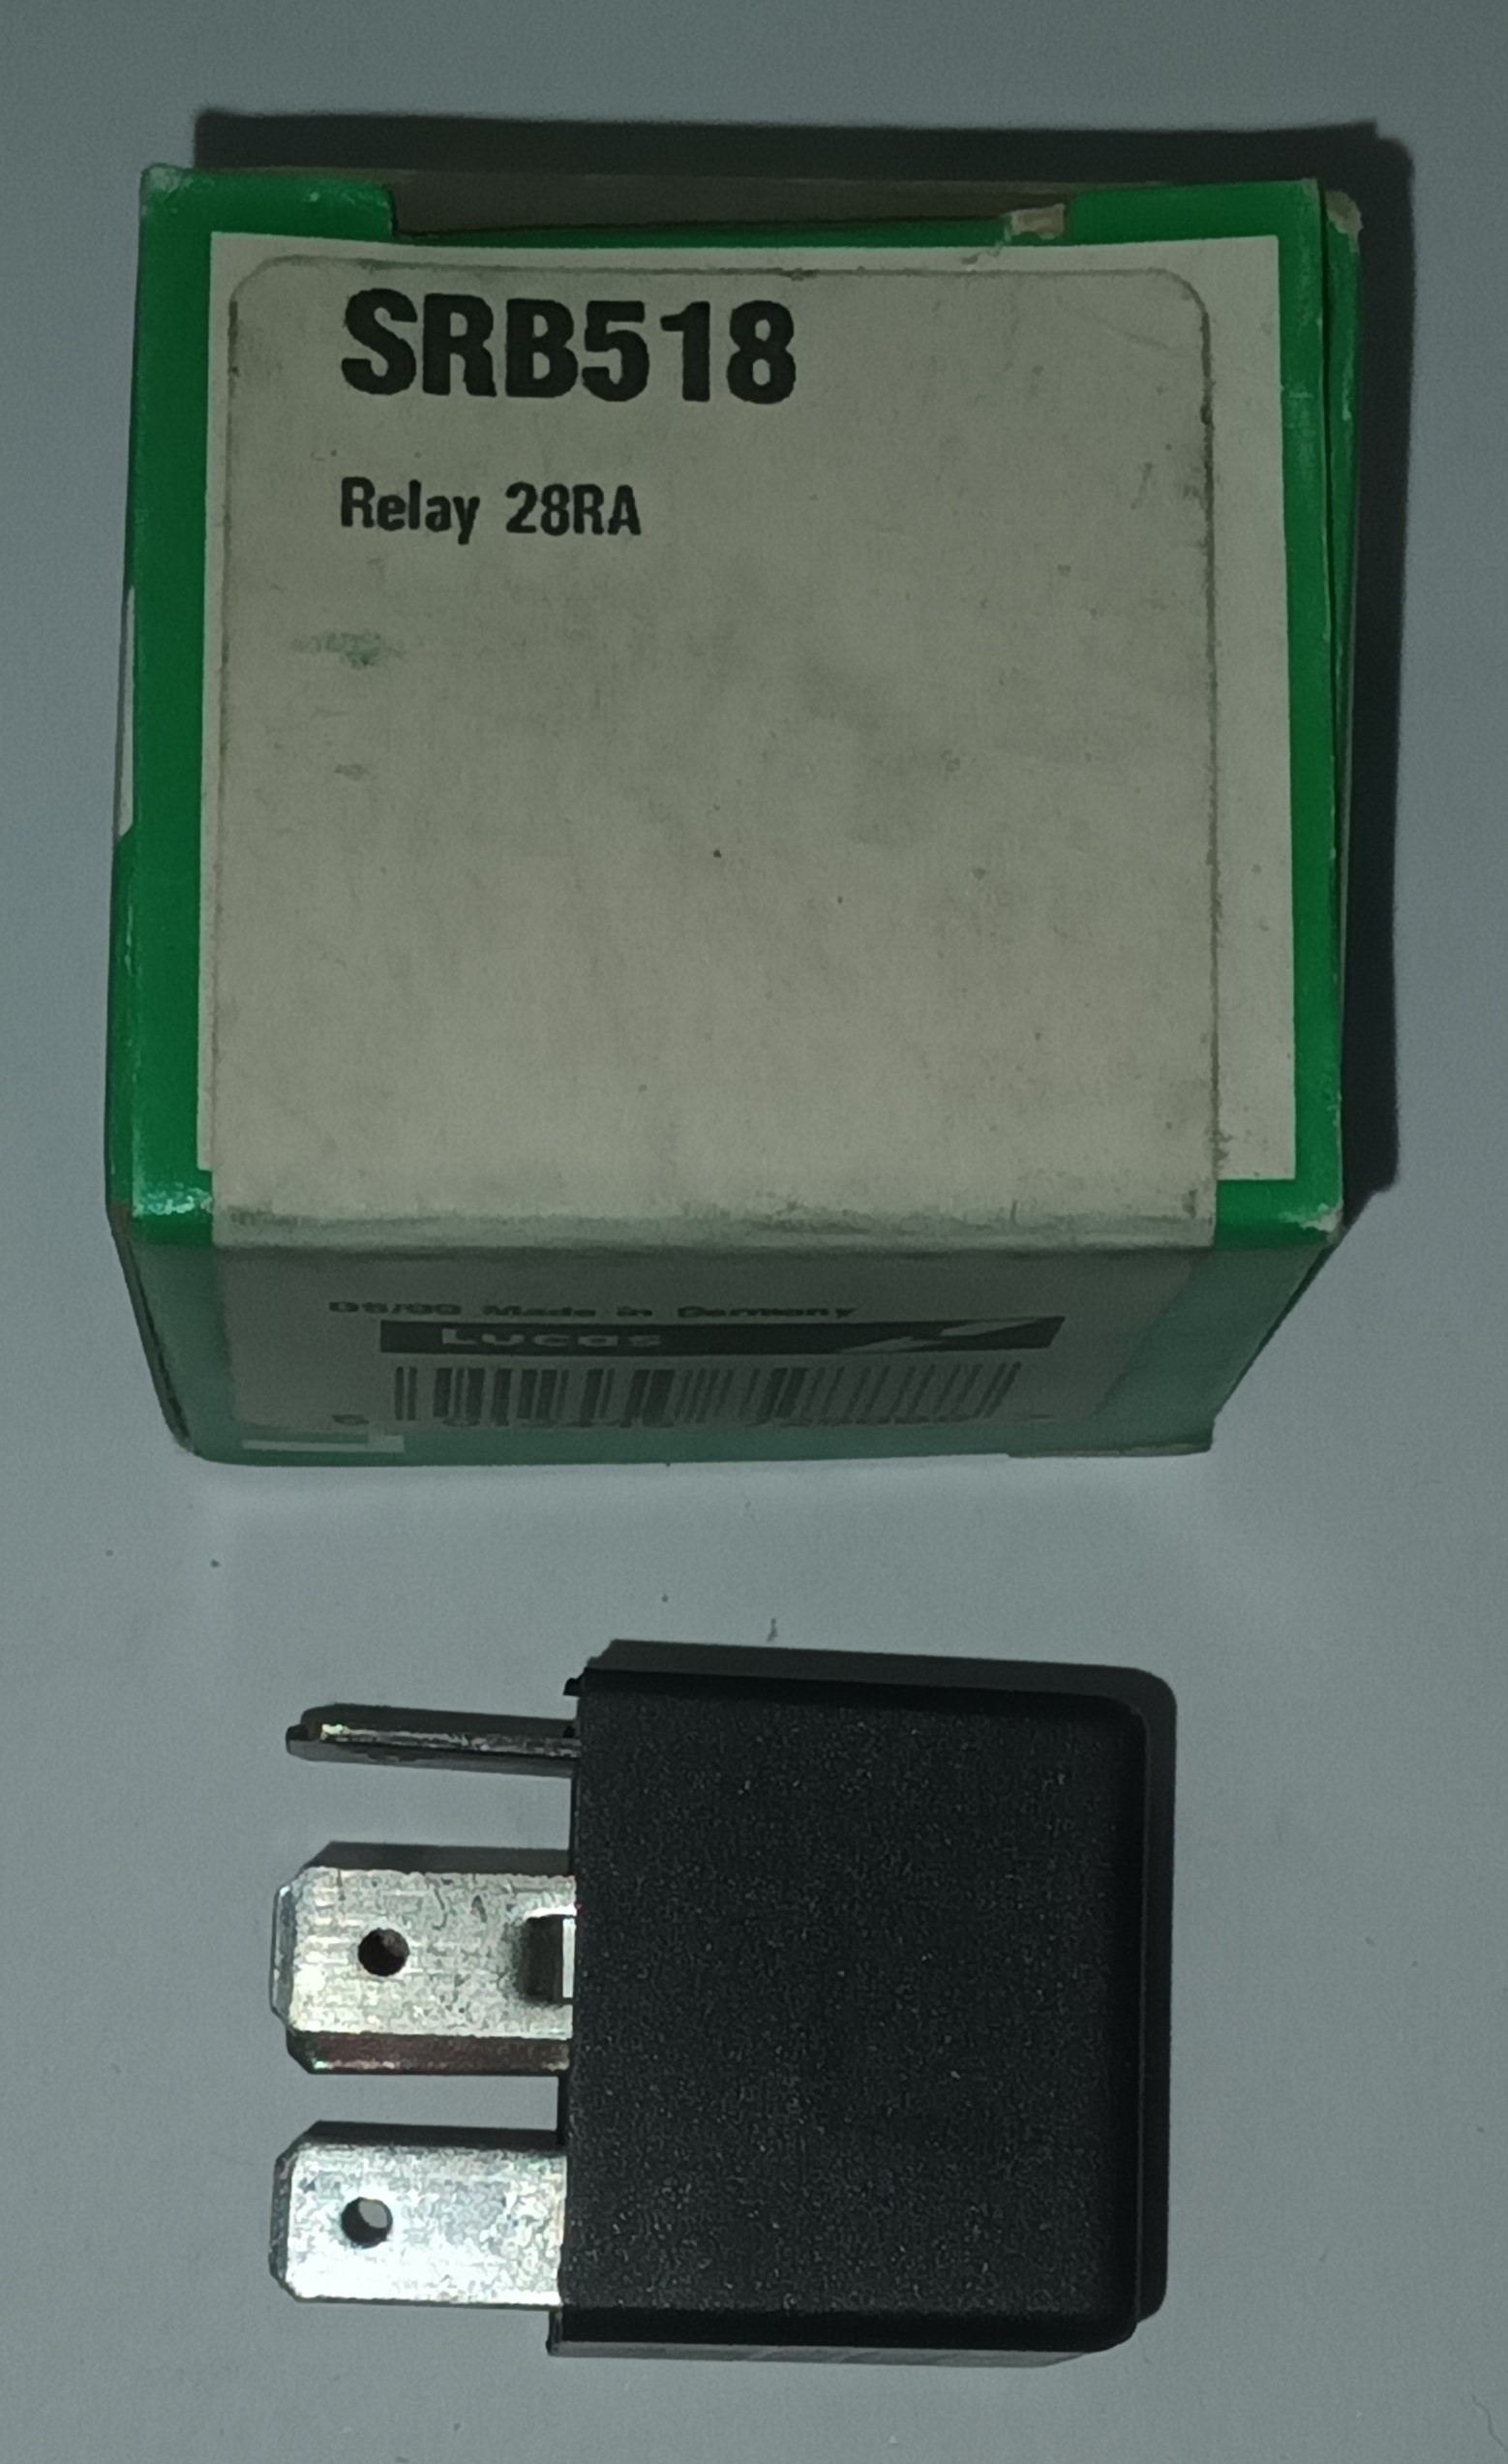 SRB518
Relay 28RA
Made in Germany
Lucas